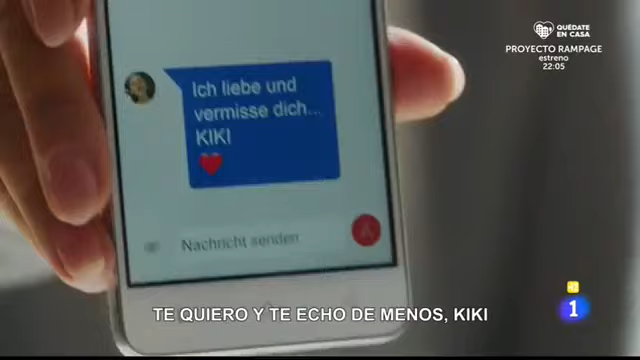 QUÉDATE
EN CASA
PROYECTO RAMPAGE
estreno
22:05
Ich liebe und
vermisse dich...
KIKI
Nachricht senden
TE QUIERO Y TE ECHO DE MENOS, KIKI
+7
1